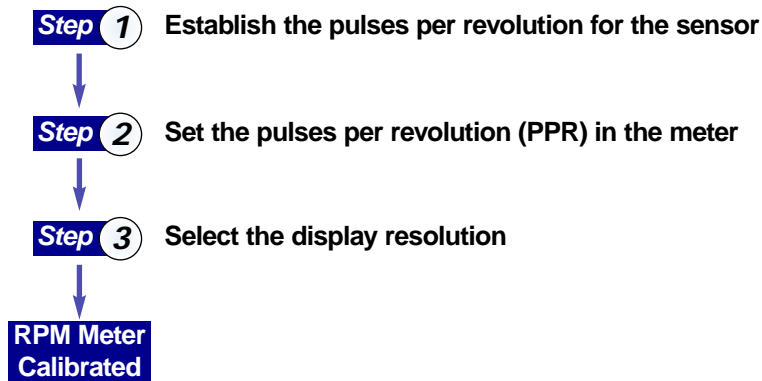 Step 1 Establish the pulses per revolution for the sensor
Step 2 Set the pulses per revolution (PPR) in the meter
Step 3 Select the display resolution
RPM Meter
Calibrated